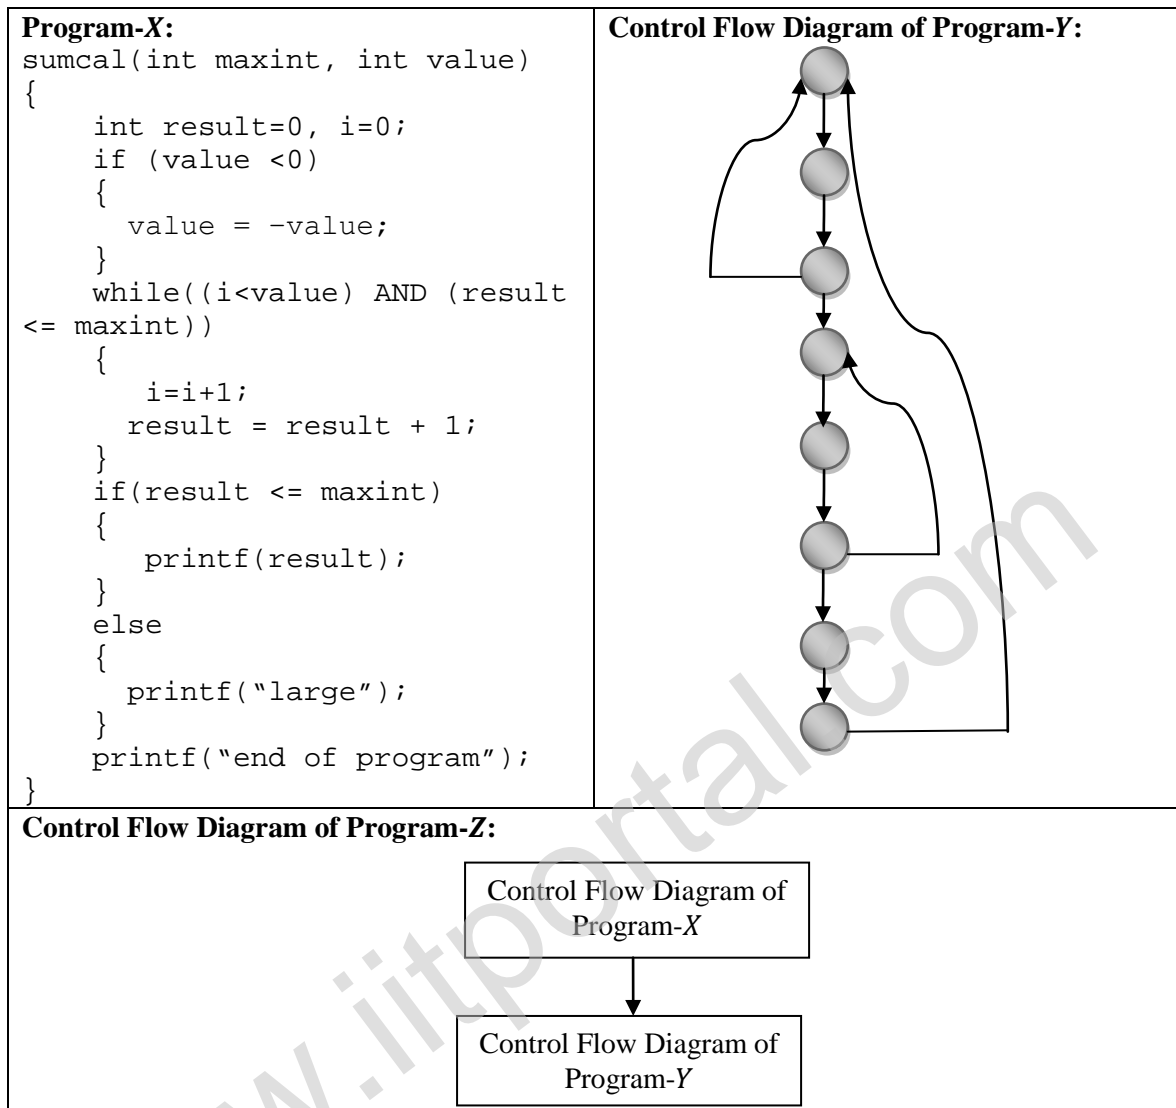 Program-X:
sumcal(int maxint, int value)
{
int result=0, i=0;
if (value <0)
{
value = −value;
}
while((i<value) AND (result
<= maxint))
{
i=i+1;
result = result + 1;
}
if(result <= maxint)
{
printf(result);
}
else
{
printf(“large”);
}
printf(“end of program”);
}
Control Flow Diagram of Program-Y:
Control Flow Diagram of Program-Z:
Control Flow Diagram of
Program-X
Control Flow Diagram of
Program-Y
w.iitportal.com